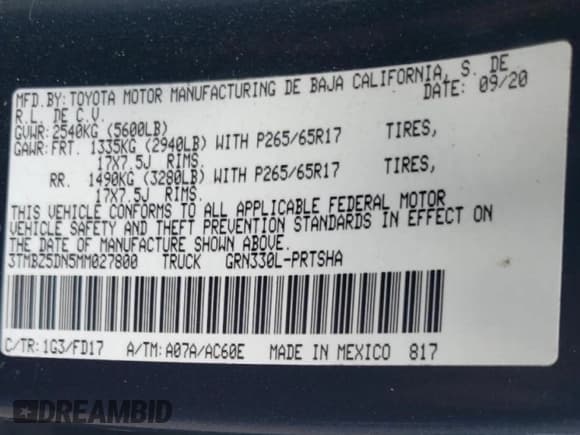 MFD.BY:TOYOTA MOTOR MANUFACTURING DE BAJA CALIFORNIA, S. DE
R.L. DE C.V. DATE: 09/20
GVWR:2540KG (5600LB)
GAWR:FRT. 1335KG (2940LB) WITH P265/65R17 TIRES,
17X7.5J RIMS.
RR. 1490KG (3280LB) WITH P265/65R17 TIRES,
17X7.5J RIMS.
THIS VEHICLE CONFORMS TO ALL APPLICABLE FEDERAL MOTOR
VEHICLE SAFETY AND THEFT PREVENTION STANDARDS IN EFFECT ON
THE DATE OF MANUFACTURE SHOWN ABOVE.
3TMBZ5DN5MM027800 TRUCK GRN330L-PRTSHA
C/TR:1G3/FD17 A/TM:A07A/AC60E MADE IN MEXICO 817
DREAMBID